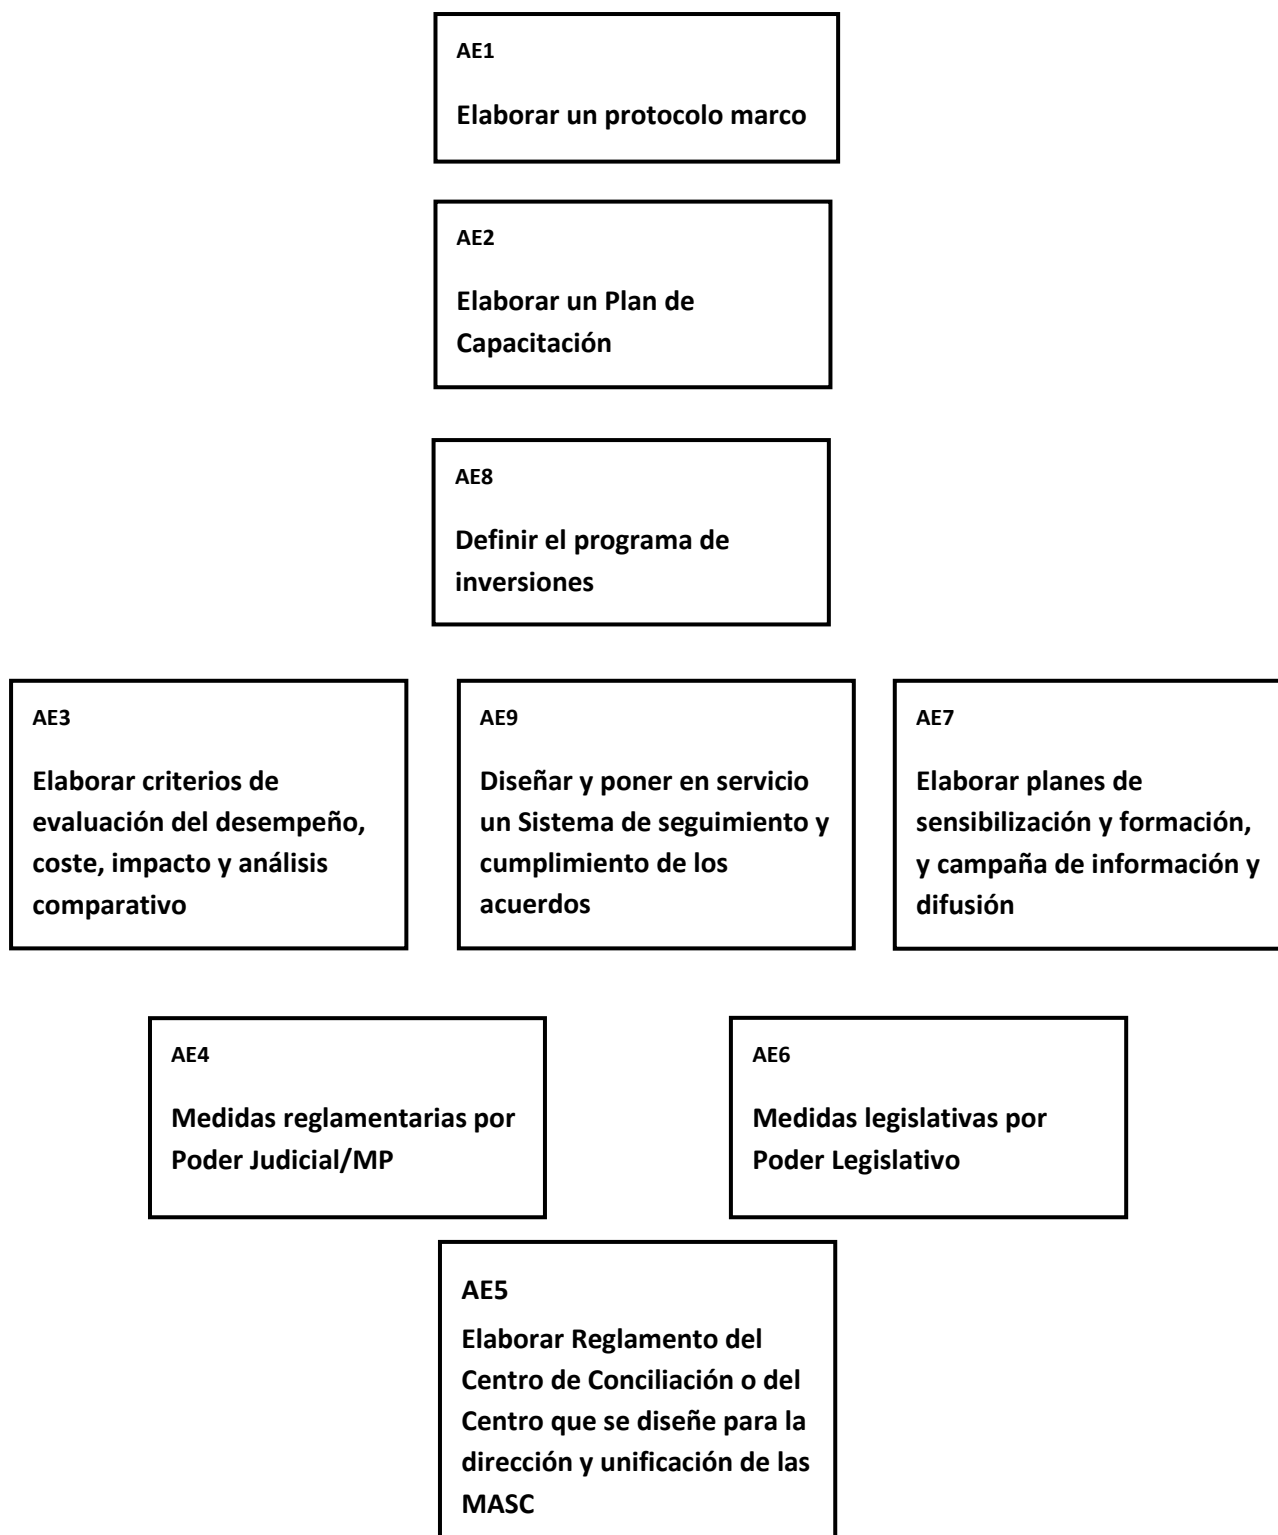 AE1
Elaborar un protocolo marco
AE2
Elaborar un Plan de
Capacitación
AE8
Definir el programa de
inversiones
AE3
Elaborar criterios de
evaluación del desempeño,
coste, impacto y análisis
comparativo
AE9
Diseñar y poner en servicio
un Sistema de seguimiento y
cumplimiento de los
acuerdos
AE7
Elaborar planes de
sensibilización y formación,
y campaña de información y
difusión
AE4
Medidas reglamentarias por
Poder Judicial/MP
AE6
Medidas legislativas por
Poder Legislativo
AE5
Elaborar Reglamento del
Centro de Conciliación o del
Centro que se diseñe para la
dirección y unificación de las
MASC